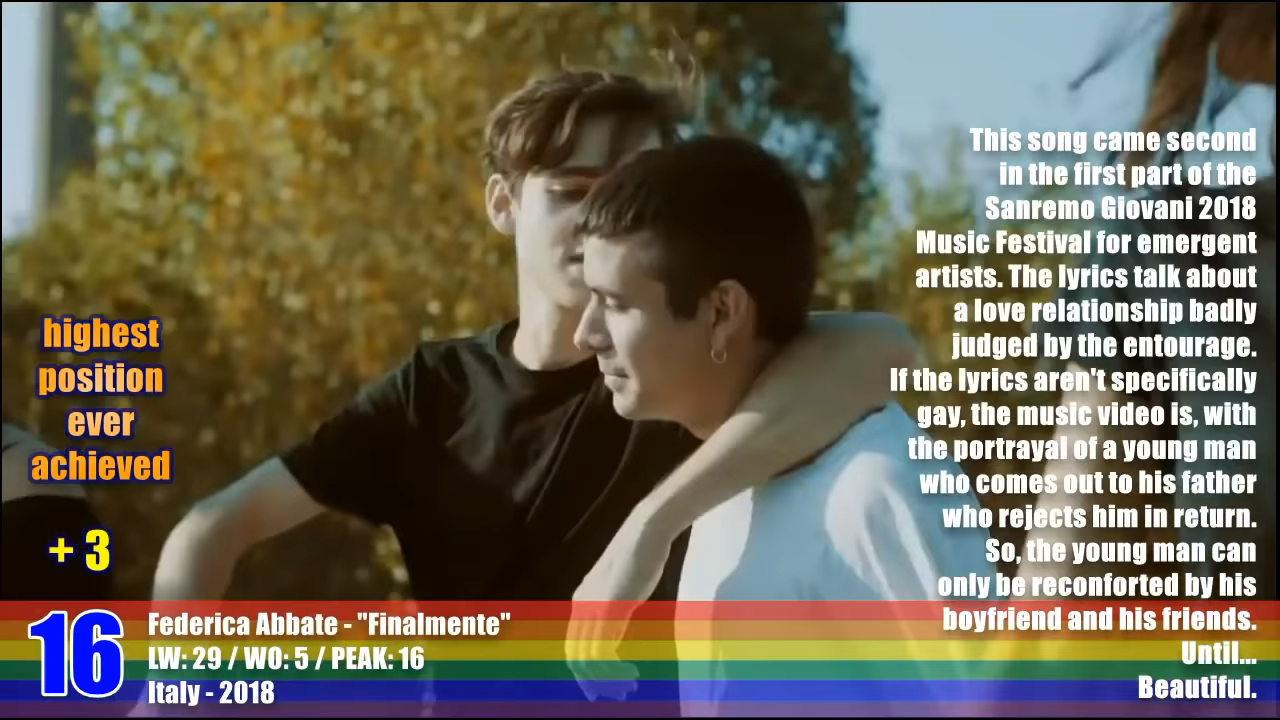 This song came second
in the first part of the
Sanremo Giovani 2018
Music Festival for emergent
artists. The lyrics talk about
a love relationship badly
judged by the entourage.
If the lyrics aren't specifically
gay, the music video is, with
the portrayal of a young man
who comes out to his father
who rejects him in return.
So, the young man can
only be reconforted by his
boyfriend and his friends.
Until...
Beautiful.
highest
position
ever
achieved
+ 3
16
Federica Abbate - "Finalmente"
LW: 29 / WO: 5 / PEAK: 16
Italy - 2018